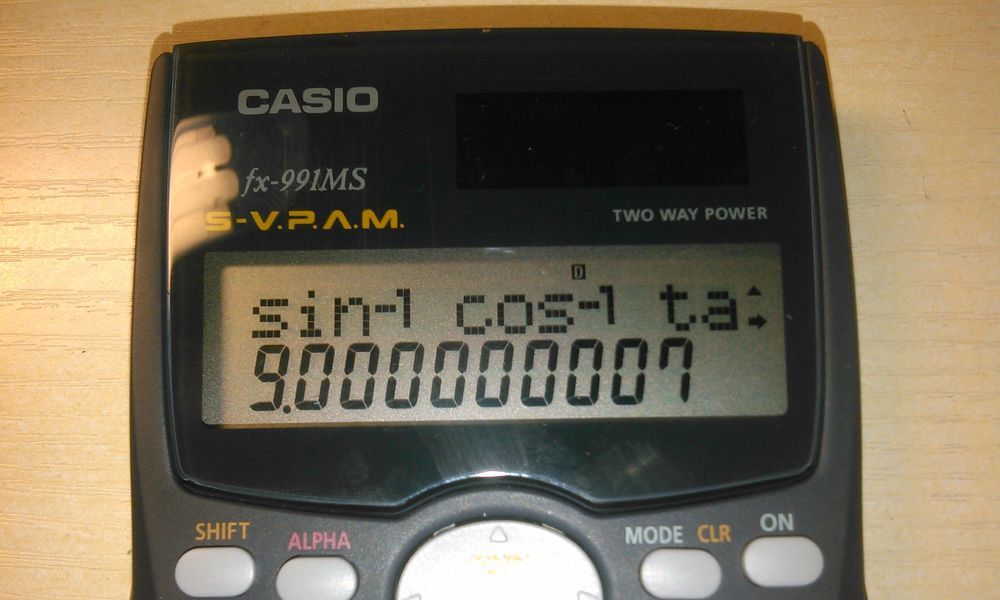 CASIO
fx-991MS
S-V.P.A.M.
TWO WAY POWER
D
sin-1 cos-1 ta
9.000000007
SHIFT
ALPHA
MODE CLR
ON